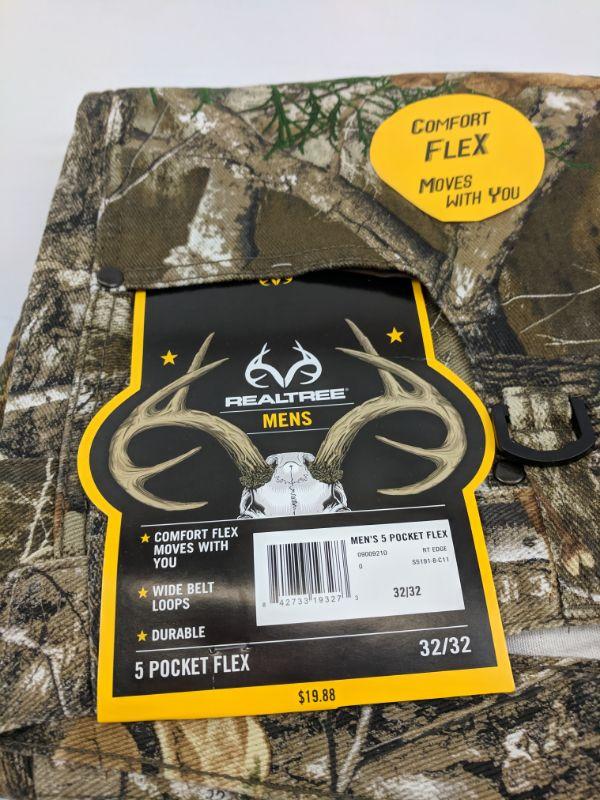 COMFORT
FLEX
MOVES
WITH YOU
REALTREE
MENS
COMFORT FLEX
MOVES WITH
YOU
WIDE BELT
LOOPS
DURABLE
MEN'S 5 POCKET FLEX
09009210 RT EDGE
0 S5191-B-C11
8 42733 19327 3
32/32
5 POCKET FLEX 32/32
$19.88